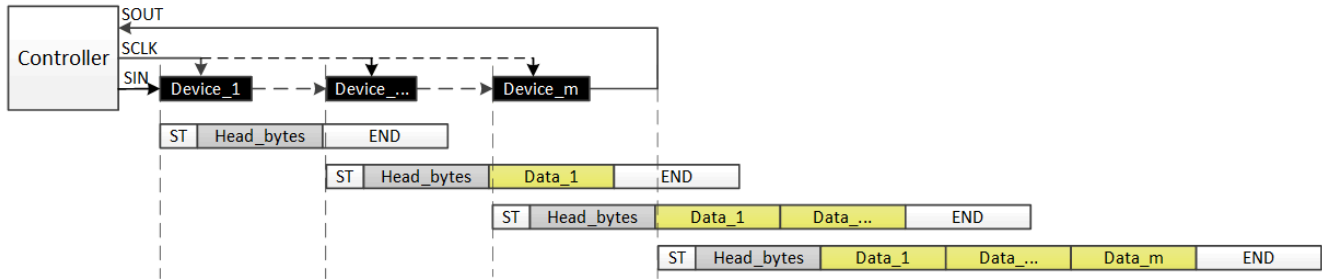 SOUT
SCLK
Controller
SIN
Device_1 Device_... Device_m
ST Head_bytes END
ST Head_bytes Data_1 END
ST Head_bytes Data_1 Data_... END
ST Head_bytes Data_1 Data_... Data_m END